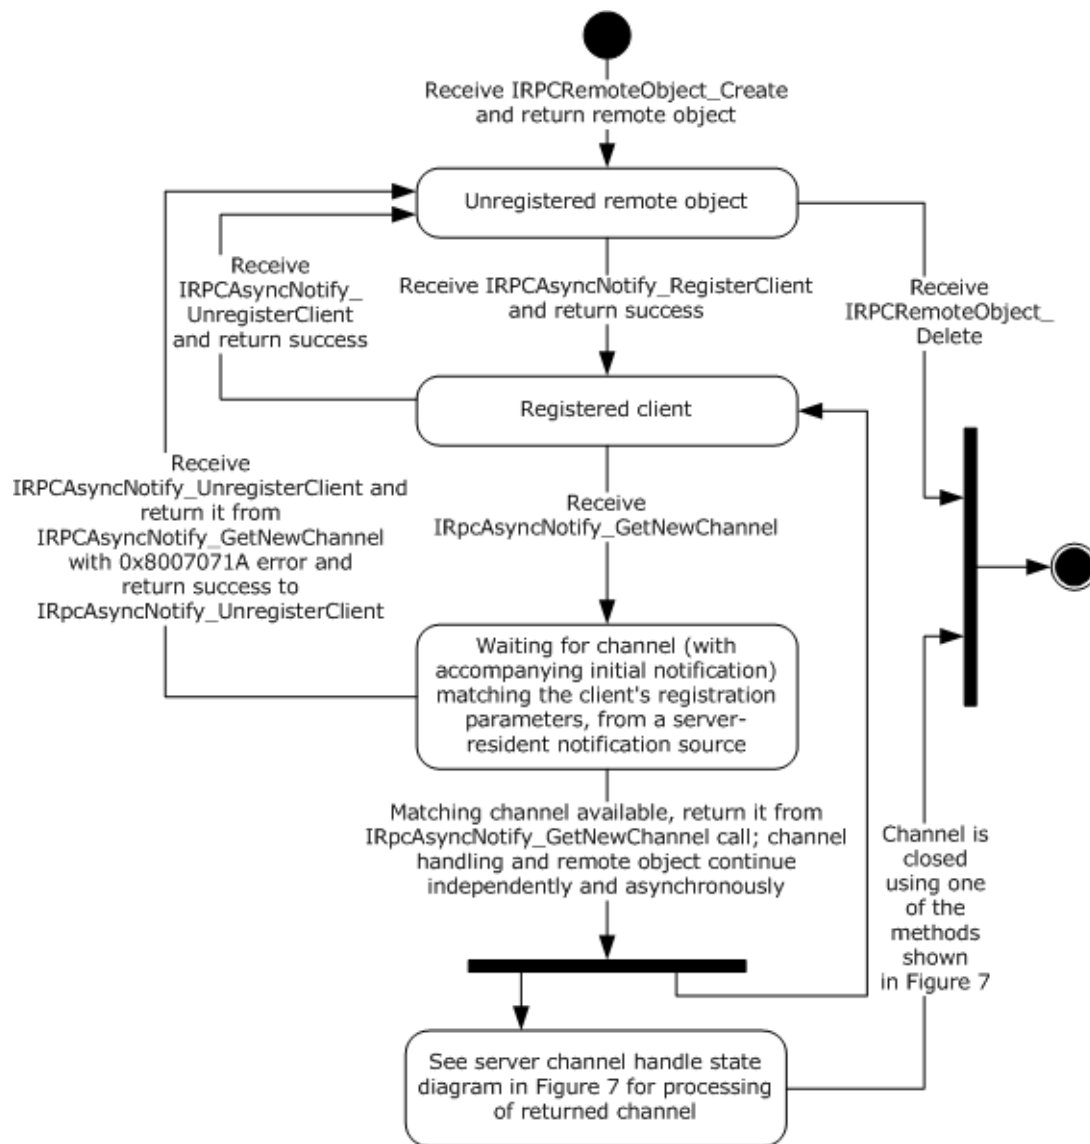 Receive IRPCRemoteObject_Create
and return remote object
Unregistered remote object
Receive
IRPCAsyncNotify_
UnregisterClient
and return success
Receive IRPCAsyncNotify_RegisterClient
and return success
Receive
IRPCRemoteObject_
Delete
Registered client
Receive
IRPCAsyncNotify_UnregisterClient and
return it from
IRPCAsyncNotify_GetNewChannel
with 0x8007071A error and
return success to
IRpcAsyncNotify_UnregisterClient
Receive
IRpcAsyncNotify_GetNewChannel
Waiting for channel (with
accompanying initial notification)
matching the client's registration
parameters, from a server-
resident notification source
Matching channel available, return it from
IRpcAsyncNotify_GetNewChannel call; channel
handling and remote object continue
independently and asynchronously
Channel is
closed
using one
of the
methods
shown
in Figure 7
See server channel handle state
diagram in Figure 7 for processing
of returned channel